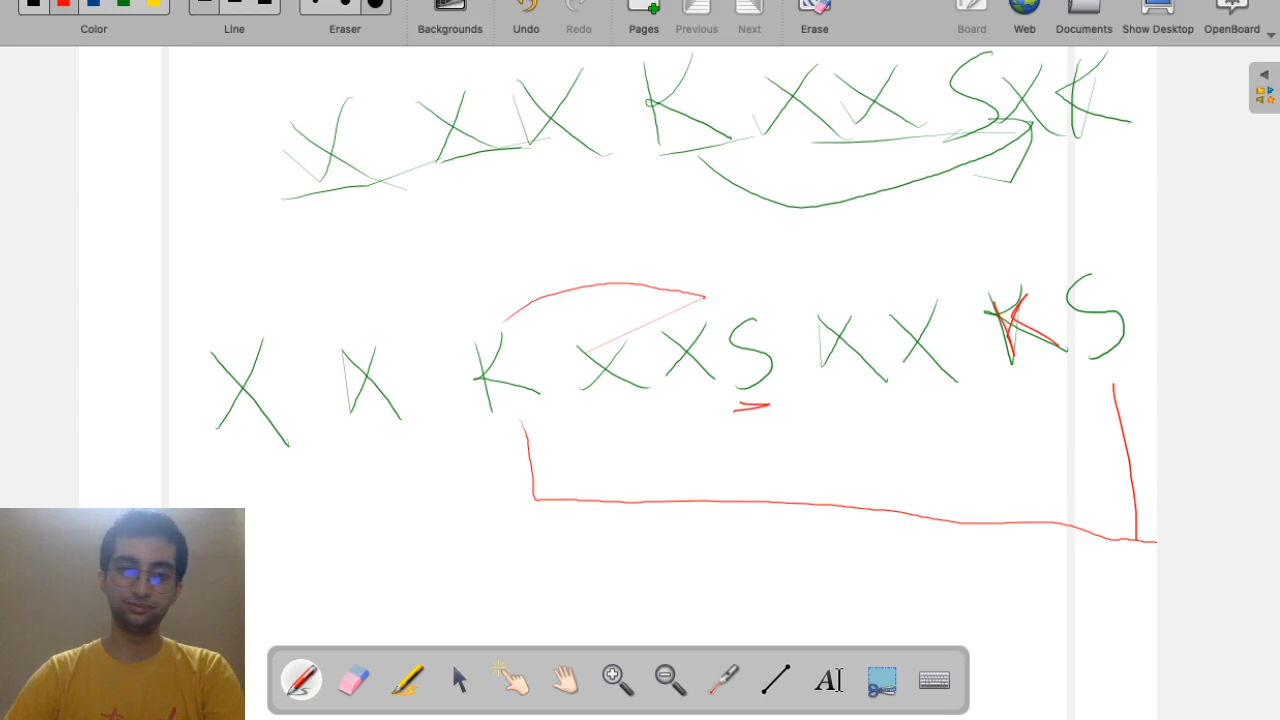 Color Line Eraser Backgrounds Undo Redo Pages Previous Next Erase Board Web Documents Show Desktop OpenBoard
X X X K X X S X K
X X K X X S X X K S
A